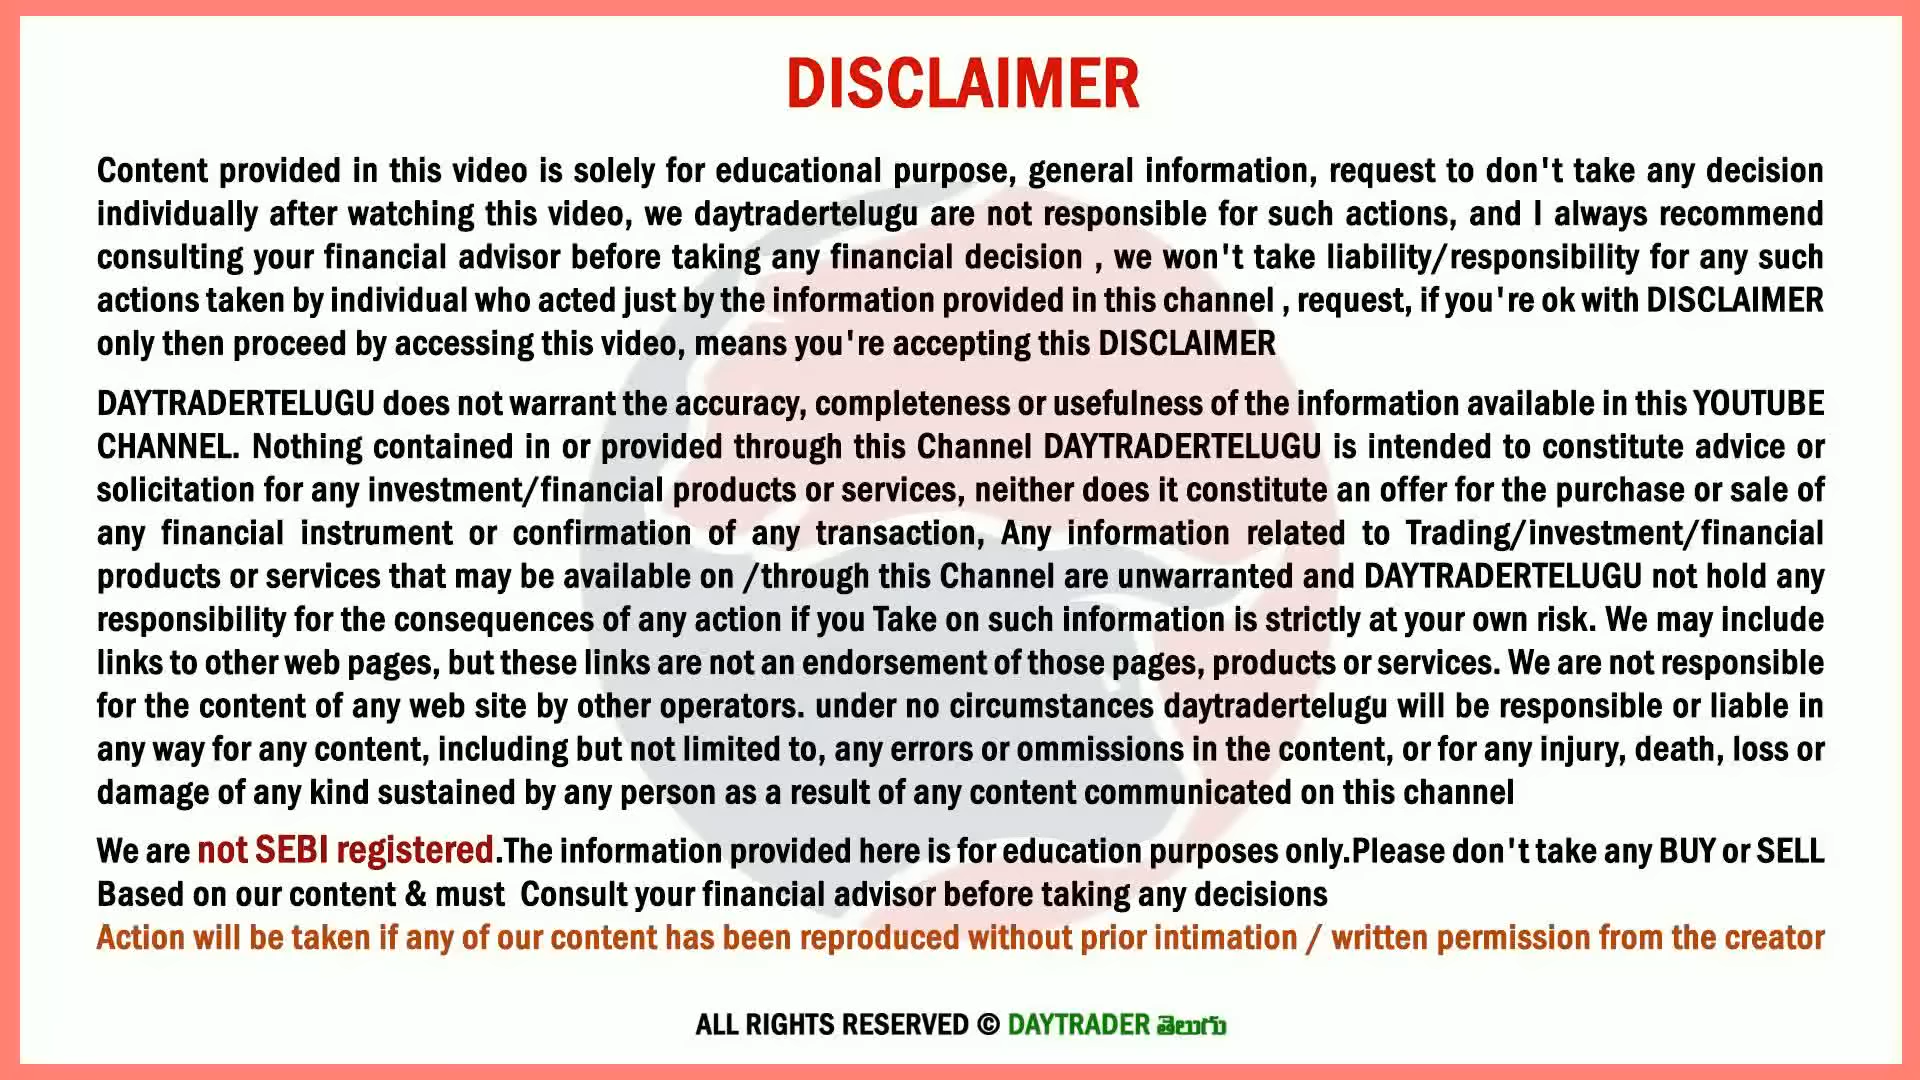 DISCLAIMER
Content provided in this video is solely for educational purpose, general information, request to don't take any decision
individually after watching this video, we daytradertelugu are not responsible for such actions, and I always recommend
consulting your financial advisor before taking any financial decision , we won't take liability/responsibility for any such
actions taken by individual who acted just by the information provided in this channel , request, if you're ok with DISCLAIMER
only then proceed by accessing this video, means you're accepting this DISCLAIMER
DAYTRADERTELUGU does not warrant the accuracy, completeness or usefulness of the information available in this YOUTUBE
CHANNEL. Nothing contained in or provided through this Channel DAYTRADERTELUGU is intended to constitute advice or
solicitation for any investment/financial products or services, neither does it constitute an offer for the purchase or sale of
any financial instrument or confirmation of any transaction, Any information related to Trading/investment/financial
products or services that may be available on /through this Channel are unwarranted and DAYTRADERTELUGU not hold any
responsibility for the consequences of any action if you Take on such information is strictly at your own risk. We may include
links to other web pages, but these links are not an endorsement of those pages, products or services. We are not responsible
for the content of any web site by other operators. under no circumstances daytradertelugu will be responsible or liable in
any way for any content, including but not limited to, any errors or ommissions in the content, or for any injury, death, loss or
damage of any kind sustained by any person as a result of any content communicated on this channel
We are not SEBI registered.The information provided here is for education purposes only.Please don't take any BUY or SELL
Based on our content & must  Consult your financial advisor before taking any decisions
Action will be taken if any of our content has been reproduced without prior intimation / written permission from the creator
ALL RIGHTS RESERVED © DAYTRADER తెలుగు